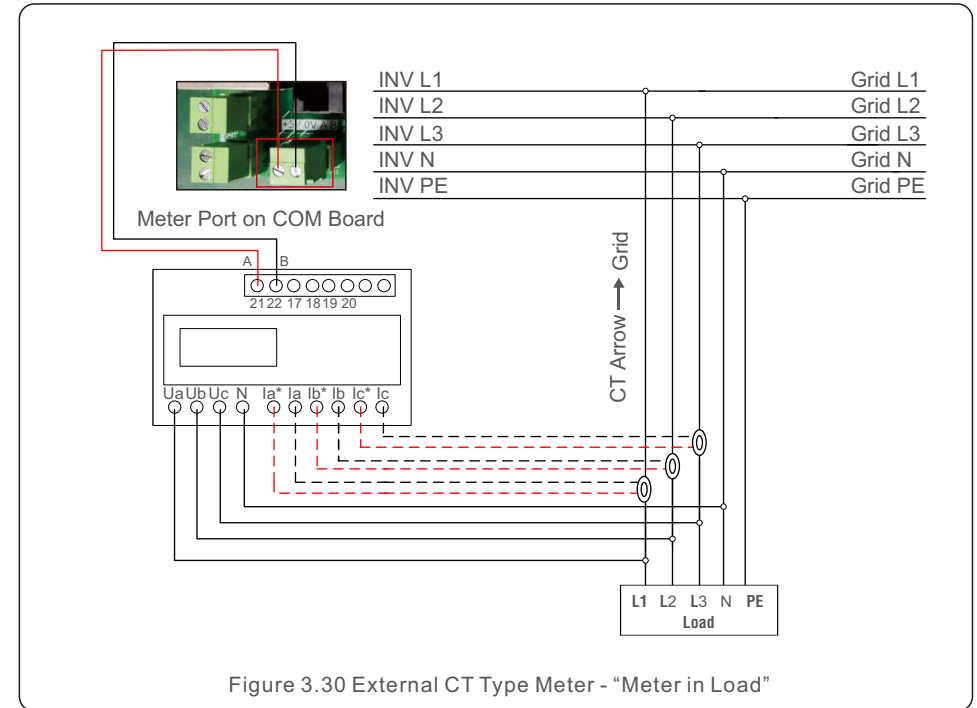 INV L1 Grid L1
INV L2 Grid L2
INV L3 Grid L3
INV N Grid N
INV PE Grid PE
+5V 0V A B
Meter Port on COM Board
A B
21 22 17 18 19 20
Ua Ub Uc N Ia* Ia Ib* Ib Ic* Ic
CT Arrow → Grid
L1 L2 L3 N PE
Load
Figure 3.30 External CT Type Meter - “Meter in Load”